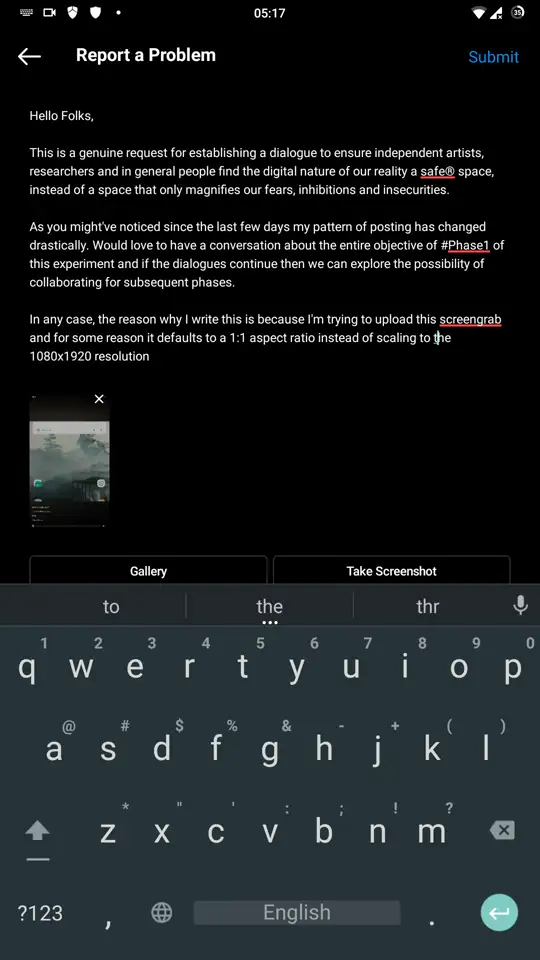 05:17
35
Report a Problem
Submit
Hello Folks,
This is a genuine request for establishing a dialogue to ensure independent artists,
researchers and in general people find the digital nature of our reality a safe® space,
instead of a space that only magnifies our fears, inhibitions and insecurities.
As you might've noticed since the last few days my pattern of posting has changed
drastically. Would love to have a conversation about the entire objective of #Phase1 of
this experiment and if the dialogues continue then we can explore the possibility of
collaborating for subsequent phases.
In any case, the reason why I write this is because I'm trying to upload this screengrab
and for some reason it defaults to a 1:1 aspect ratio instead of scaling to the
1080x1920 resolution
Gallery
Take Screenshot
to the thr
1 2 3 4 5 6 7 8 9 0
q w e r t y u i o p
@ # $ % & - + ( )
a s d f g h j k l
* " ' : ; ! ?
z x c v b n m
?123 , English .